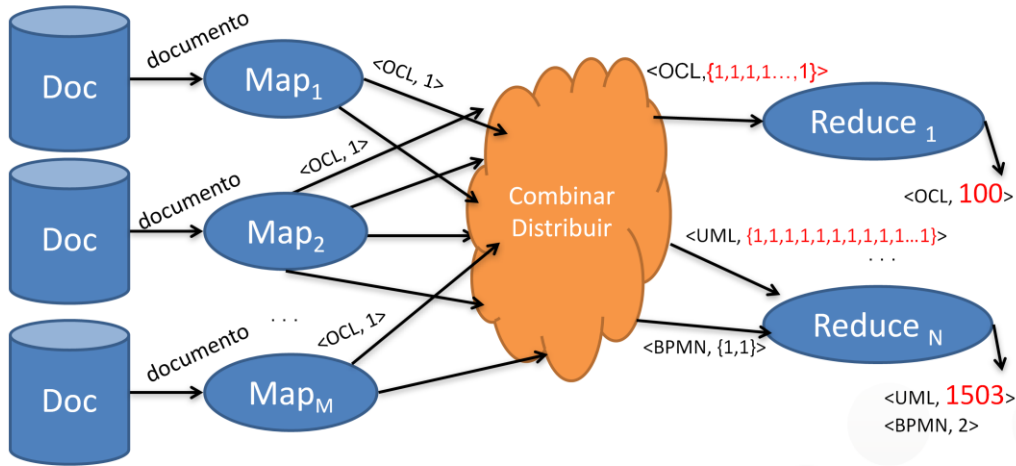 Doc
documento
Map1
<OCL, 1>
Doc
documento
Map2
<OCL, 1>
. . .
Doc
documento
MapM
<OCL, 1>
Combinar
Distribuir
<OCL,{1,1,1,1…,1}>
Reduce 1
<OCL, 100>
<UML, {1,1,1,1,1,1,1,1,1,1…1}>
. . .
Reduce N
<BPMN, {1,1}>
<UML, 1503>
<BPMN, 2>